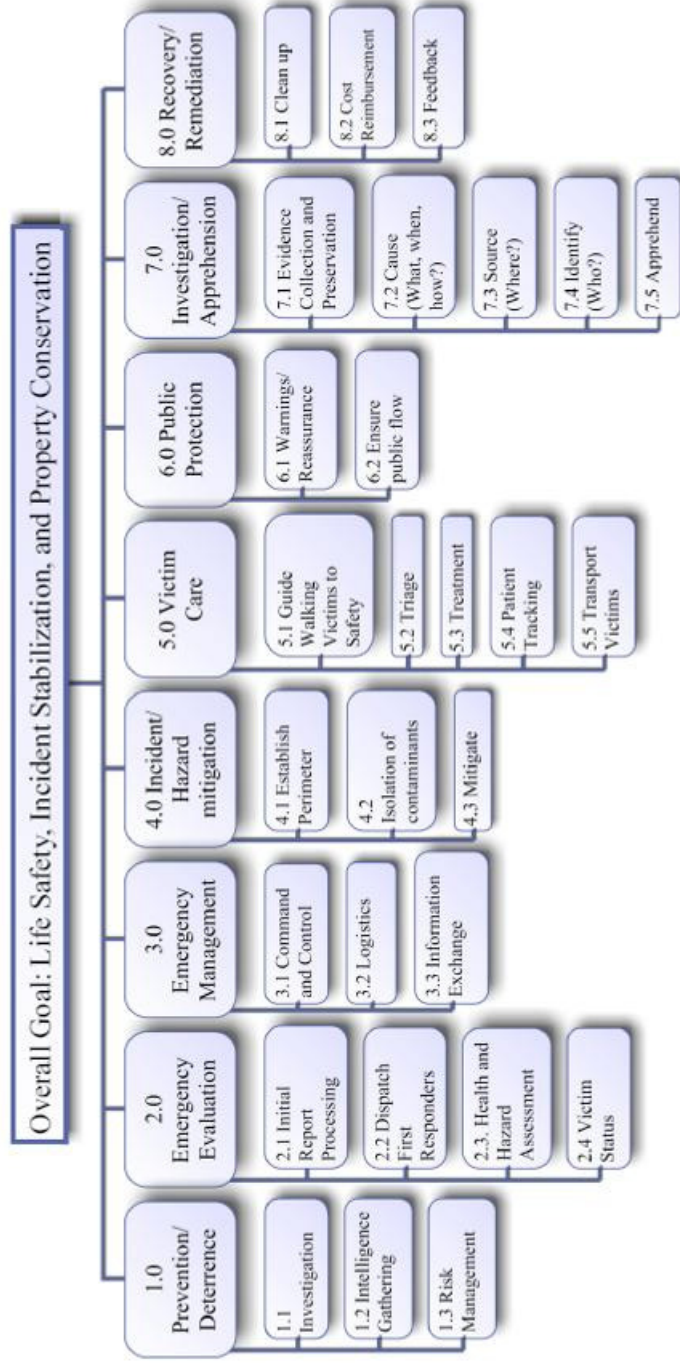 Overall Goal: Life Safety, Incident Stabilization, and Property Conservation
1.0
Prevention/
Deterrence
1.1
Investigation
1.2 Intelligence
Gathering
1.3 Risk
Management
2.0
Emergency
Evaluation
2.1 Initial
Report
Processing
2.2 Dispatch
First
Responders
2.3. Health and
Hazard
Assessment
2.4 Victim
Status
3.0
Emergency
Management
3.1 Command
and Control
3.2 Logistics
3.3 Information
Exchange
4.0 Incident/
Hazard
mitigation
4.1 Establish
Perimeter
4.2
Isolation of
contaminants
4.3 Mitigate
5.0 Victim
Care
5.1 Guide
Walking
Victims to
Safety
5.2 Triage
5.3 Treatment
5.4 Patient
Tracking
5.5 Transport
Victims
6.0 Public
Protection
6.1 Warnings/
Reassurance
6.2 Ensure
public flow
7.0
Investigation/
Apprehension
7.1 Evidence
Collection and
Preservation
7.2 Cause
(What, when,
how?)
7.3 Source
(Where?)
7.4 Identify
(Who?)
7.5 Apprehend
8.0 Recovery/
Remediation
8.1 Clean up
8.2 Cost
Reimbursement
8.3 Feedback